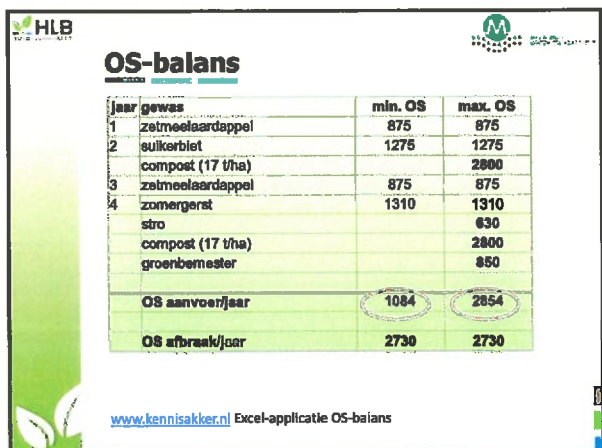 HLB
M
OS-balans
jaar gewas min. OS max. OS
1 zetmeelaardappel 875 875
2 suikerbiet 1275 1275
compost (17 t/ha) 2800
3 zetmeelaardappel 875 875
4 zomergerst 1310 1310
stro 630
compost (17 t/ha) 2800
groenbemester 850
OS aanvoer/jaar 1084 2854
OS afbraak/jaar 2730 2730
www.kennisakker.nl Excel-applicatie OS-balans